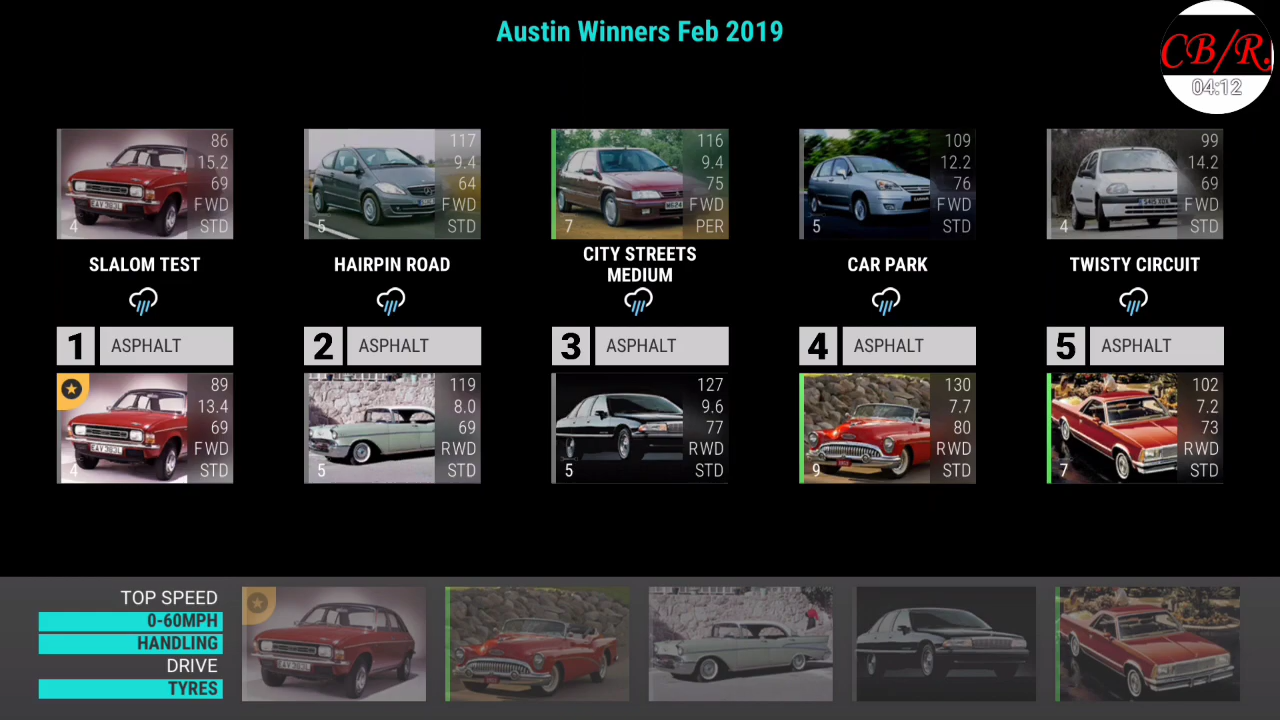 Austin Winners Feb 2019
CB/R.
04:12
86
15.2
69
FWD
STD
4
117
9.4
64
FWD
STD
5
116
9.4
75
FWD
PER
7
109
12.2
76
FWD
STD
5
99
14.2
69
FWD
STD
4
SLALOM TEST
HAIRPIN ROAD
CITY STREETS
MEDIUM
CAR PARK
TWISTY CIRCUIT
1 ASPHALT
2 ASPHALT
3 ASPHALT
4 ASPHALT
5 ASPHALT
89
13.4
69
FWD
STD
4
119
8.0
69
RWD
STD
5
127
9.6
77
RWD
STD
5
130
7.7
80
RWD
STD
9
102
7.2
73
RWD
STD
7
TOP SPEED
0-60MPH
HANDLING
DRIVE
TYRES